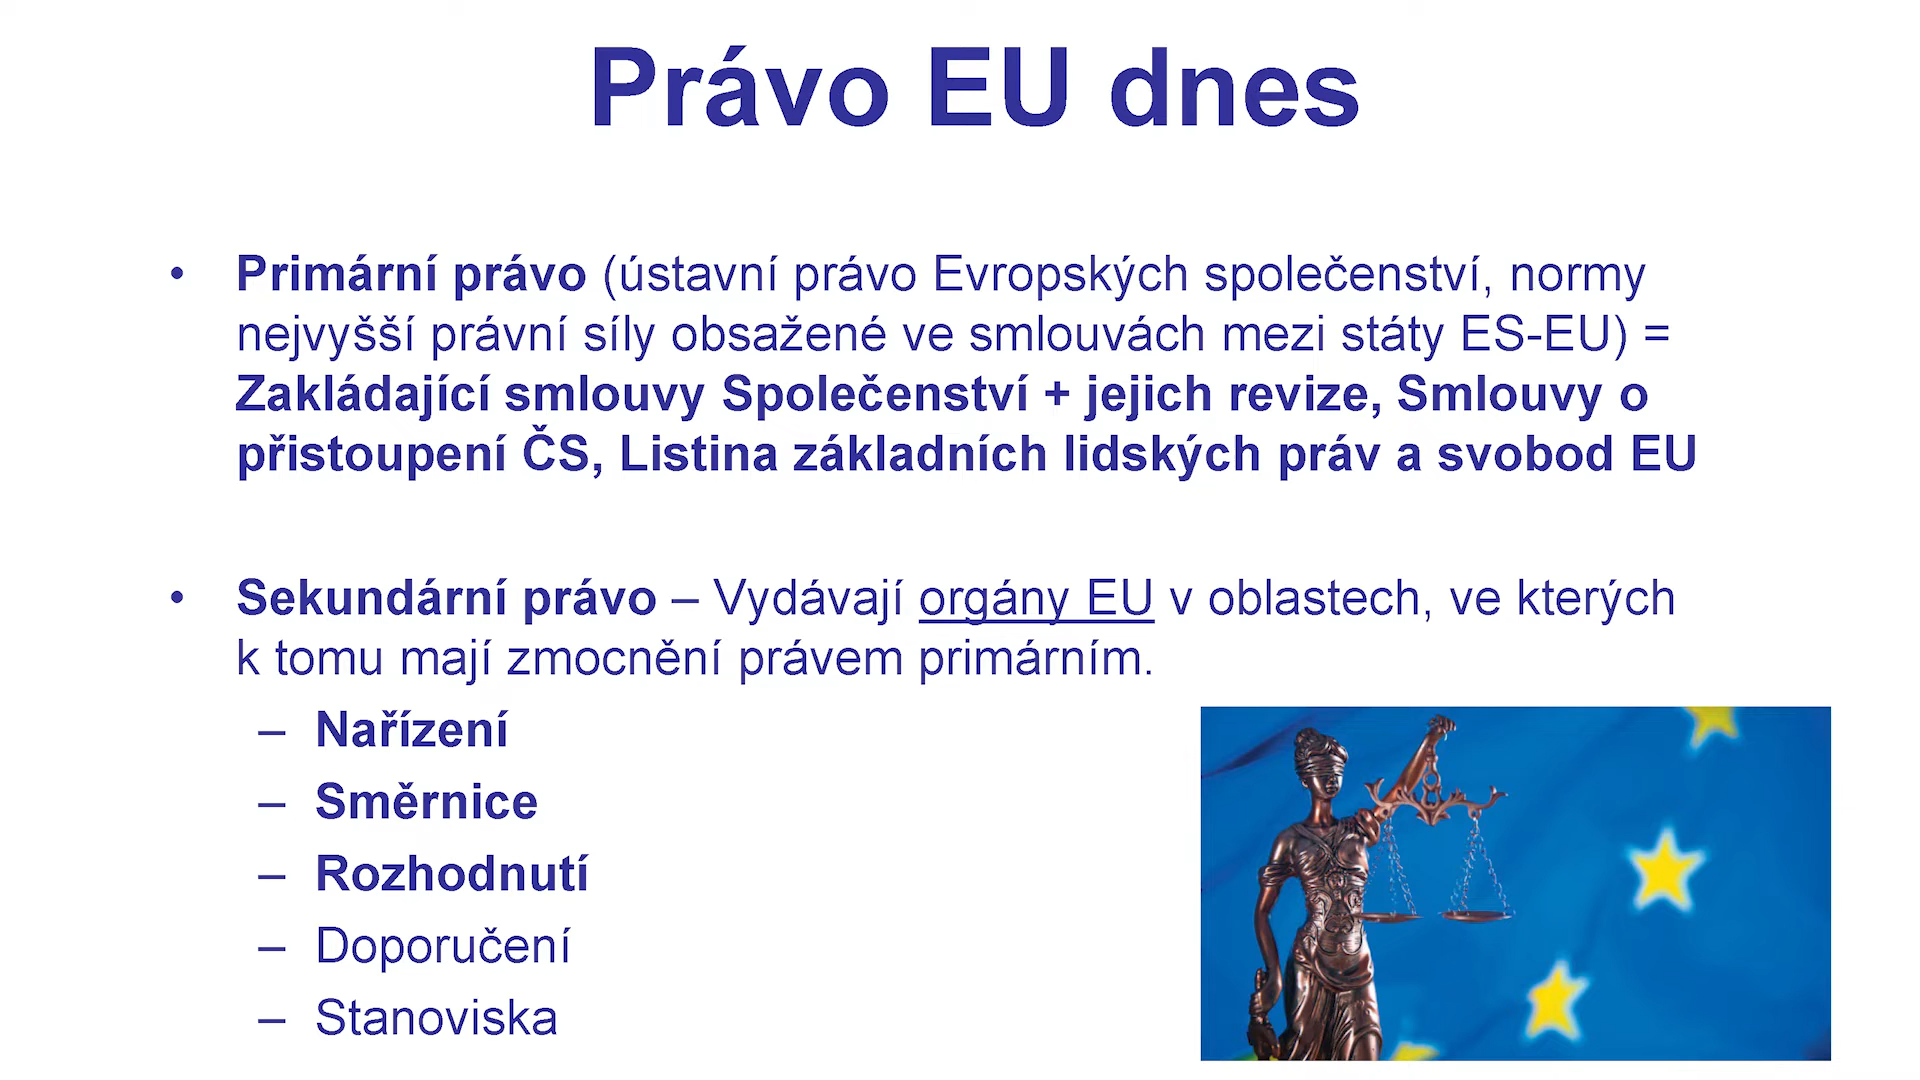 Právo EU dnes
• Primární právo (ústavní právo Evropských společenství, normy
nejvyšší právní síly obsažené ve smlouvách mezi státy ES-EU) =
Zakládající smlouvy Společenství + jejich revize, Smlouvy o
přistoupení ČS, Listina základních lidských práv a svobod EU
• Sekundární právo – Vydávají orgány EU v oblastech, ve kterých
k tomu mají zmocnění právem primárním.
– Nařízení
– Směrnice
– Rozhodnutí
– Doporučení
– Stanoviska